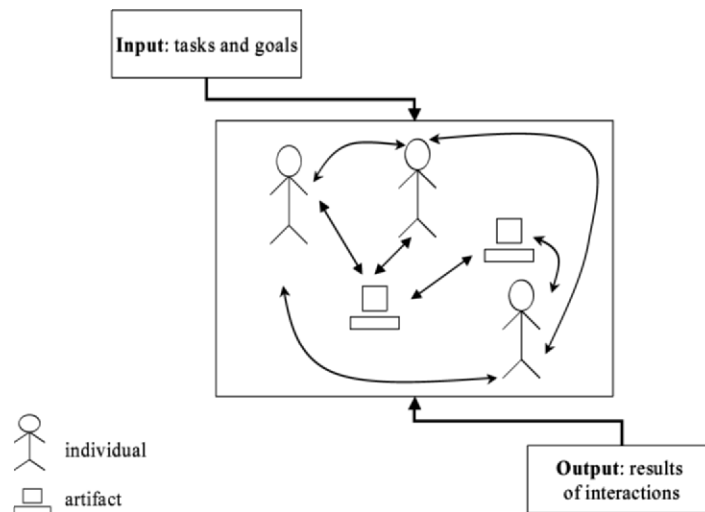 Input: tasks and goals
individual
artifact
Output: results
of interactions